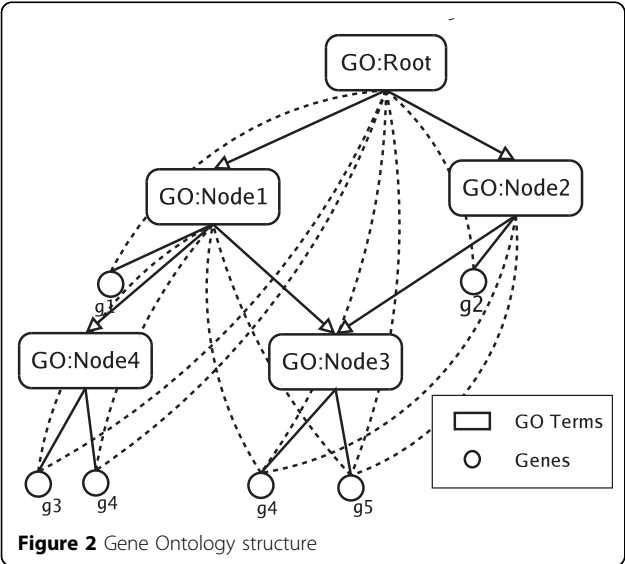 GO:Root
GO:Node1
GO:Node2
g1
g2
GO:Node4
GO:Node3
GO Terms
Genes
g3
g4
g4
g5
Figure 2 Gene Ontology structure